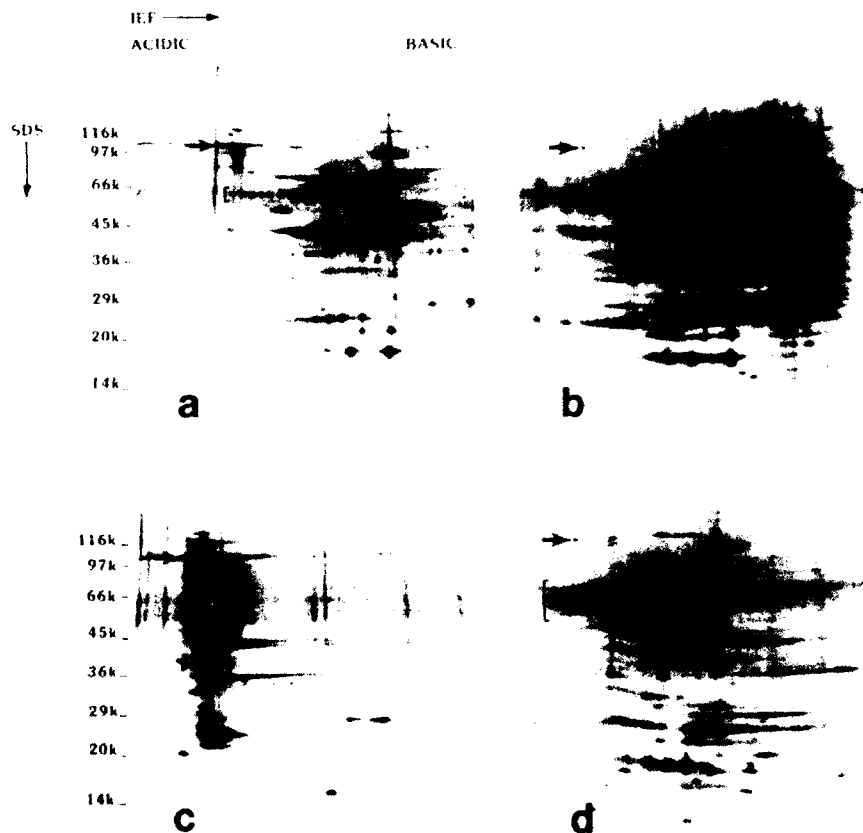 IEF
ACIDIC BASIC
SDS
116k
97k
66k
45k
36k
29k
20k
14k
a b
116k
97k
66k
45k
36k
29k
20k
14k
c d